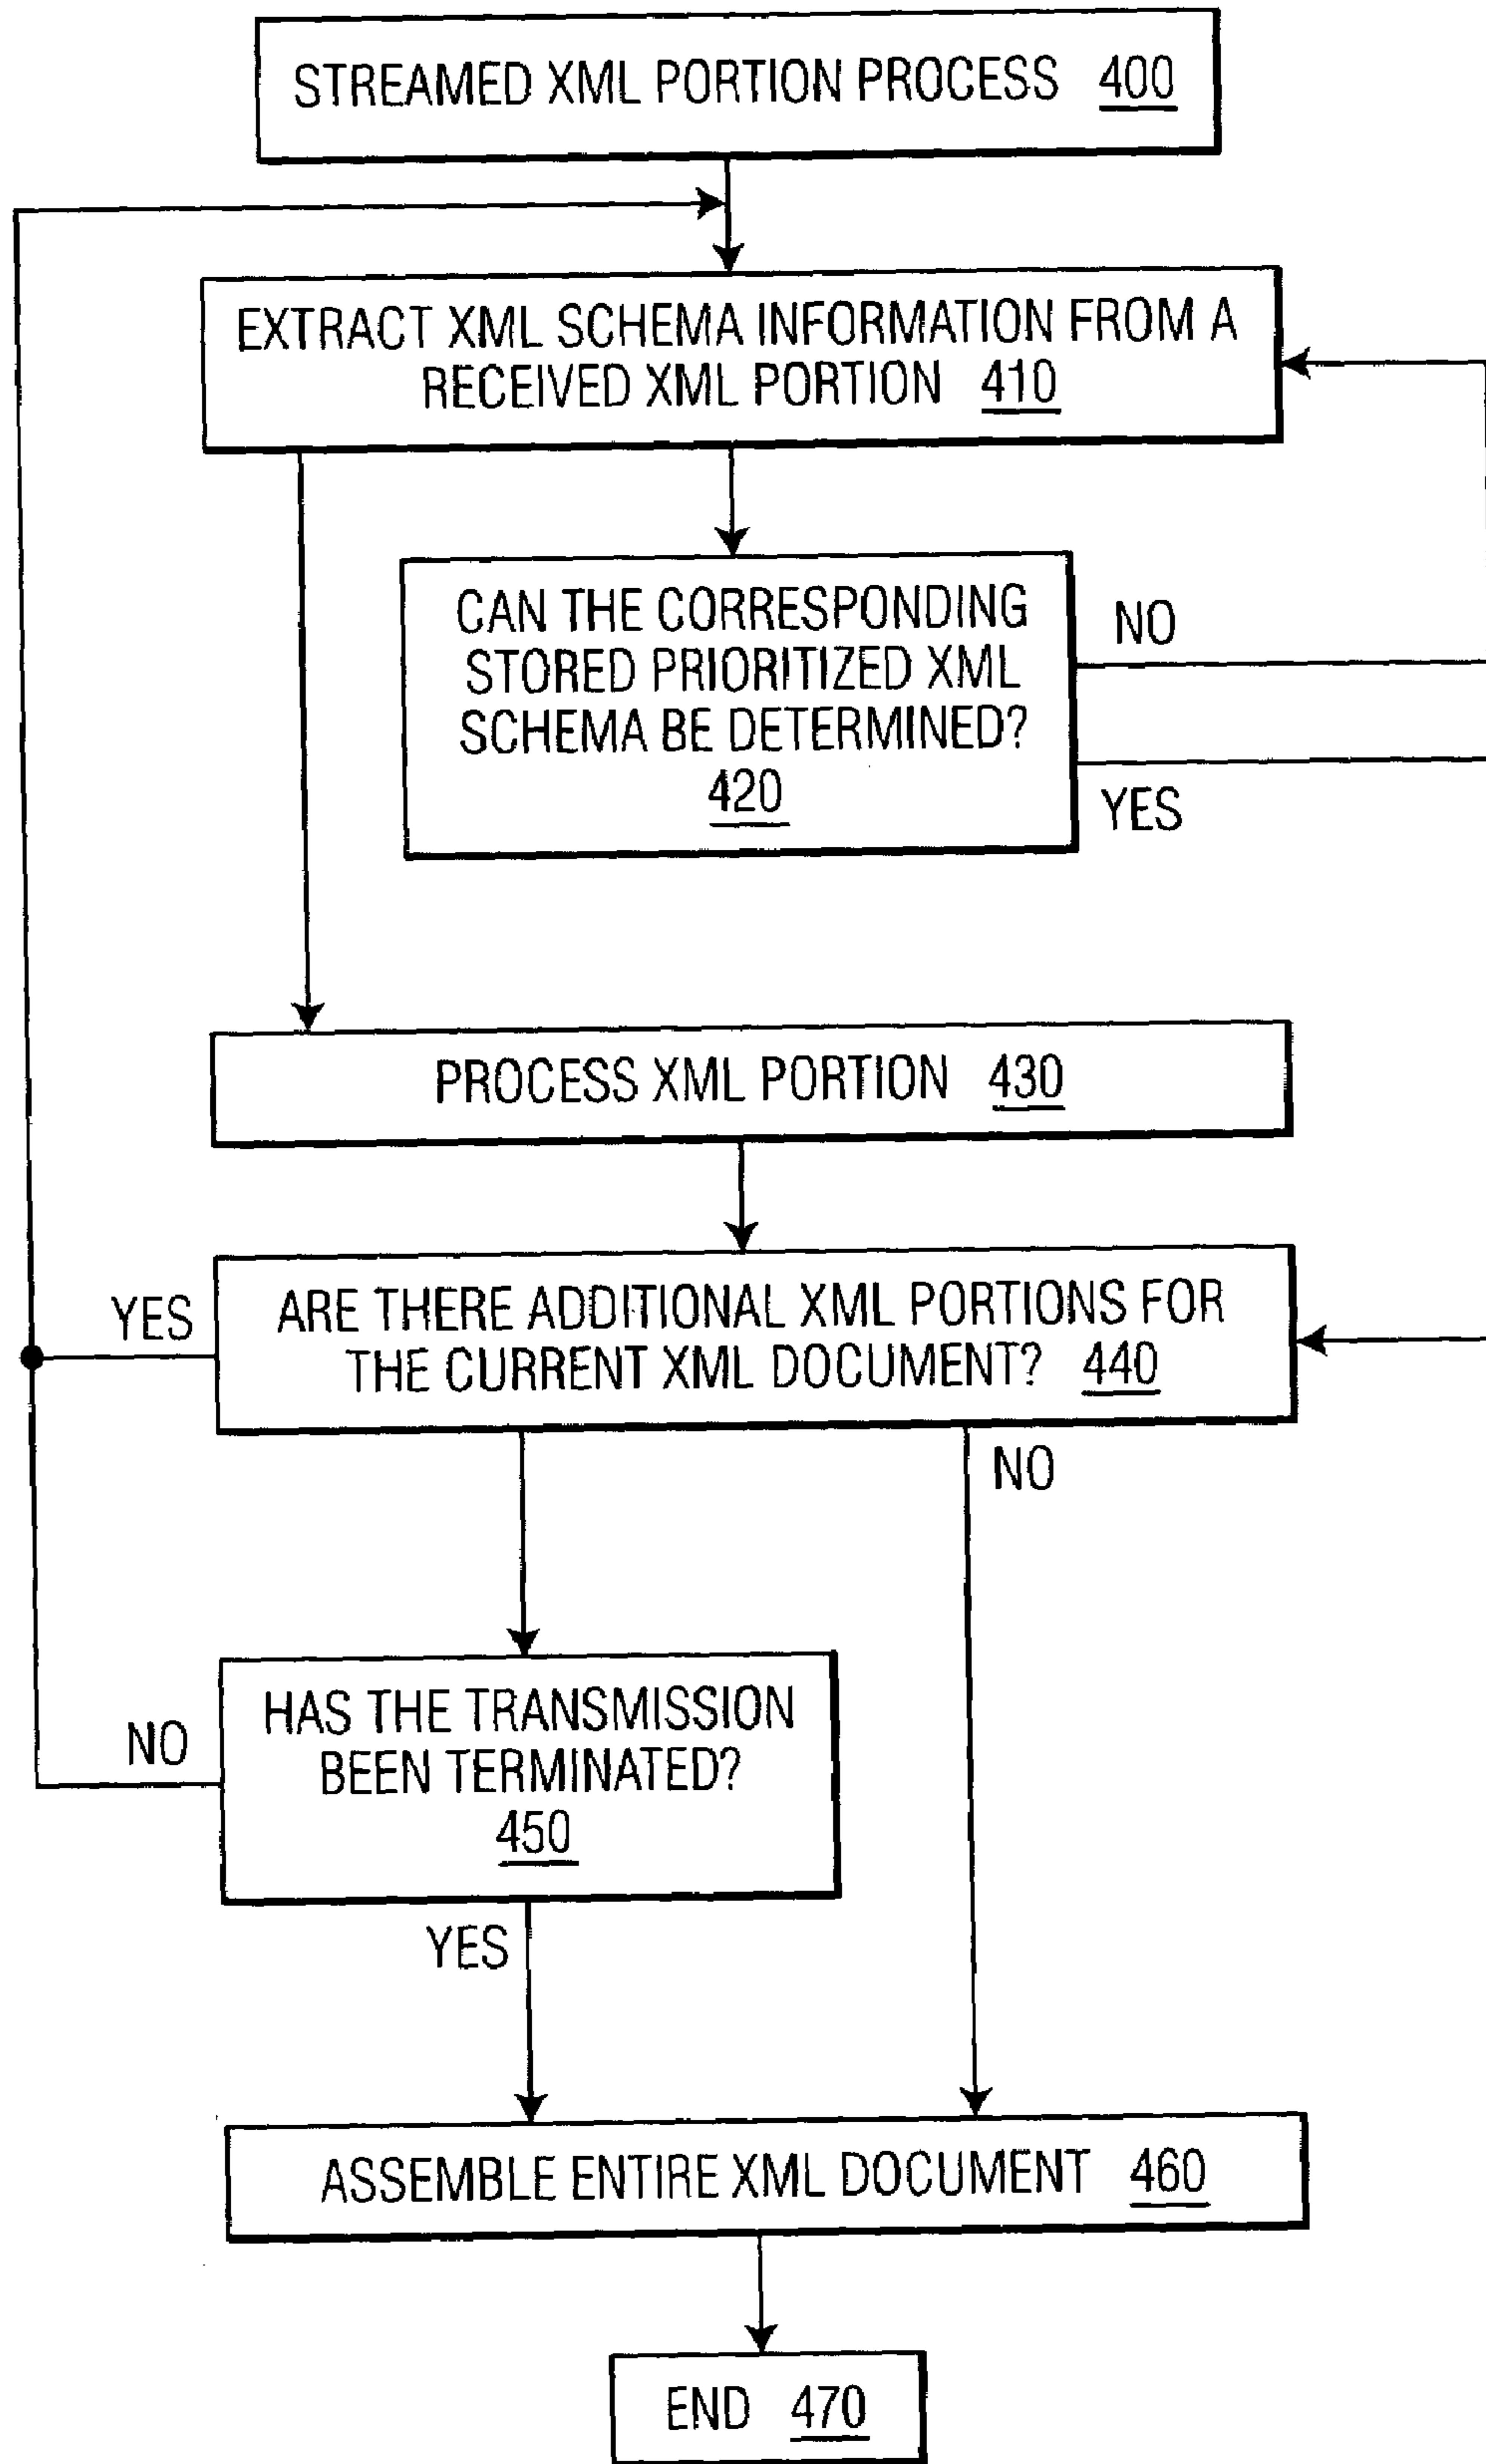 STREAMED XML PORTION PROCESS 400
EXTRACT XML SCHEMA INFORMATION FROM A
RECEIVED XML PORTION 410
CAN THE CORRESPONDING
STORED PRIORITIZED XML
SCHEMA BE DETERMINED?
420
NO
YES
PROCESS XML PORTION 430
YES
ARE THERE ADDITIONAL XML PORTIONS FOR
THE CURRENT XML DOCUMENT? 440
NO
HAS THE TRANSMISSION
BEEN TERMINATED?
450
NO
YES
ASSEMBLE ENTIRE XML DOCUMENT 460
END 470